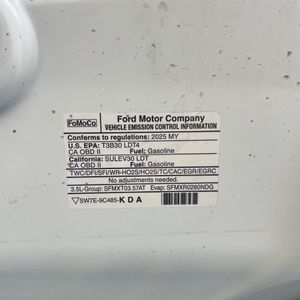 FoMoCo
Ford Motor Company
VEHICLE EMISSION CONTROL INFORMATION
Conforms to regulations: 2025 MY
U.S. EPA: T3B30 LDT4
CA OBD II Fuel: Gasoline
California: SULEV30 LDT
CA OBD II Fuel: Gasoline
TWC/DFI/SFI/WR-HO2S/HO2S/TC/CAC/EGR/EGRC
No adjustments needed.
3.5L-Group: SFMXT03.57AT Evap: SFMXR0260NDG
SW7E-9C485-KDA